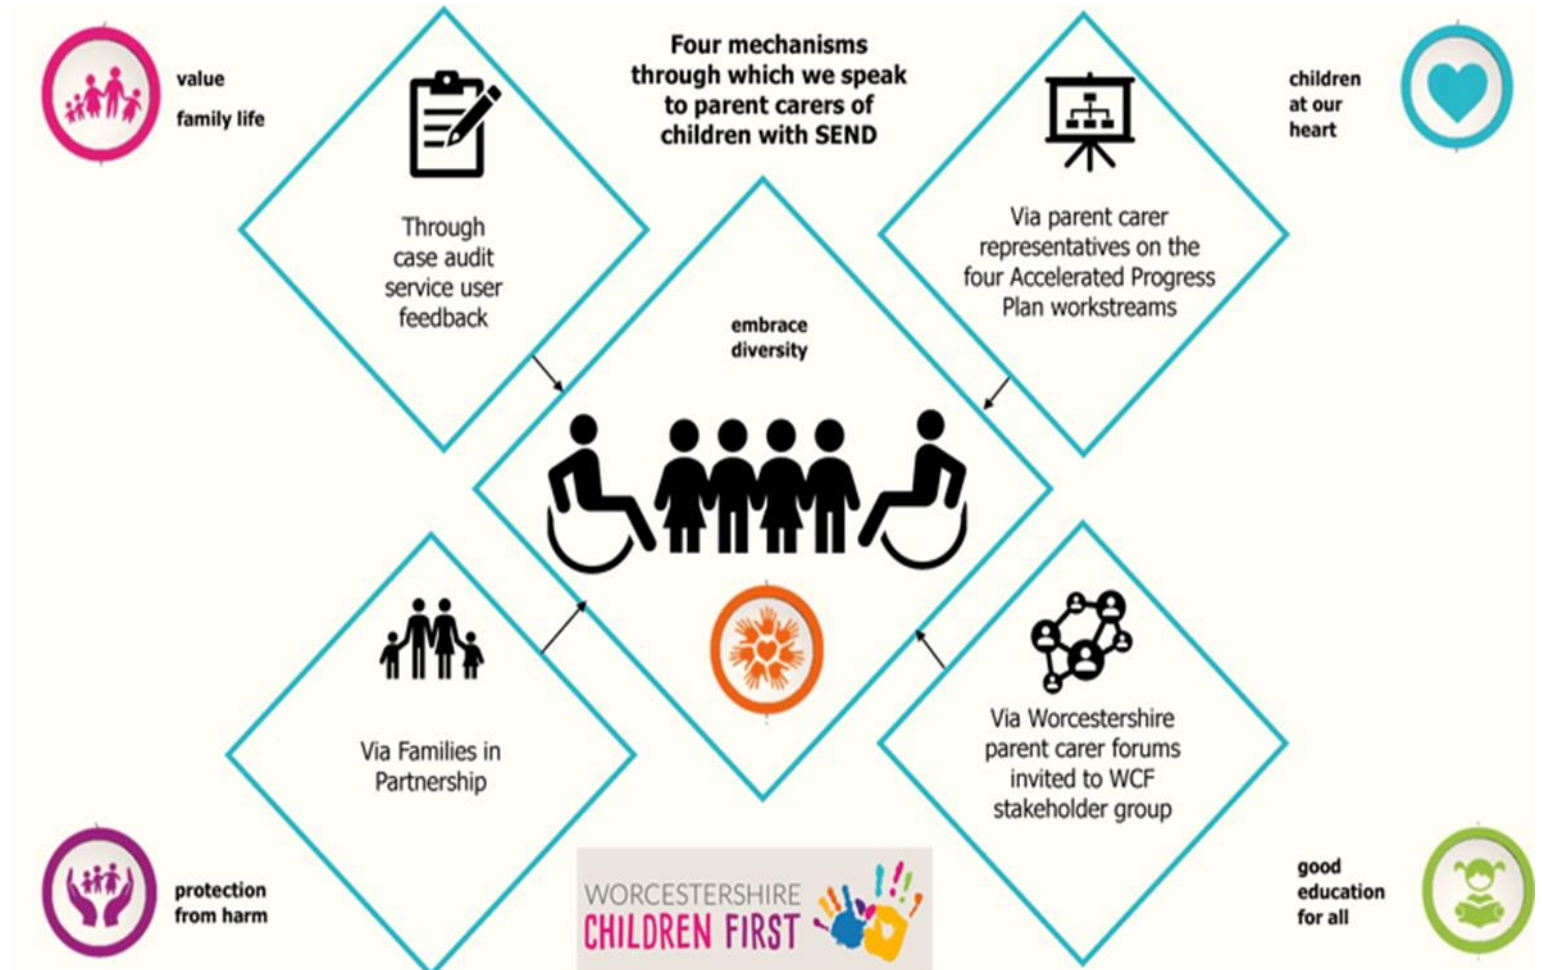 value
family life
Four mechanisms
through which we speak
to parent carers of
children with SEND
children
at our
heart
Through
case audit
service user
feedback
Via parent carer
representatives on the
four Accelerated Progress
Plan workstreams
embrace
diversity
Via Families in
Partnership
Via Worcestershire
parent carer forums
invited to WCF
stakeholder group
protection
from harm
WORCESTERSHIRE
CHILDREN FIRST
good
education
for all